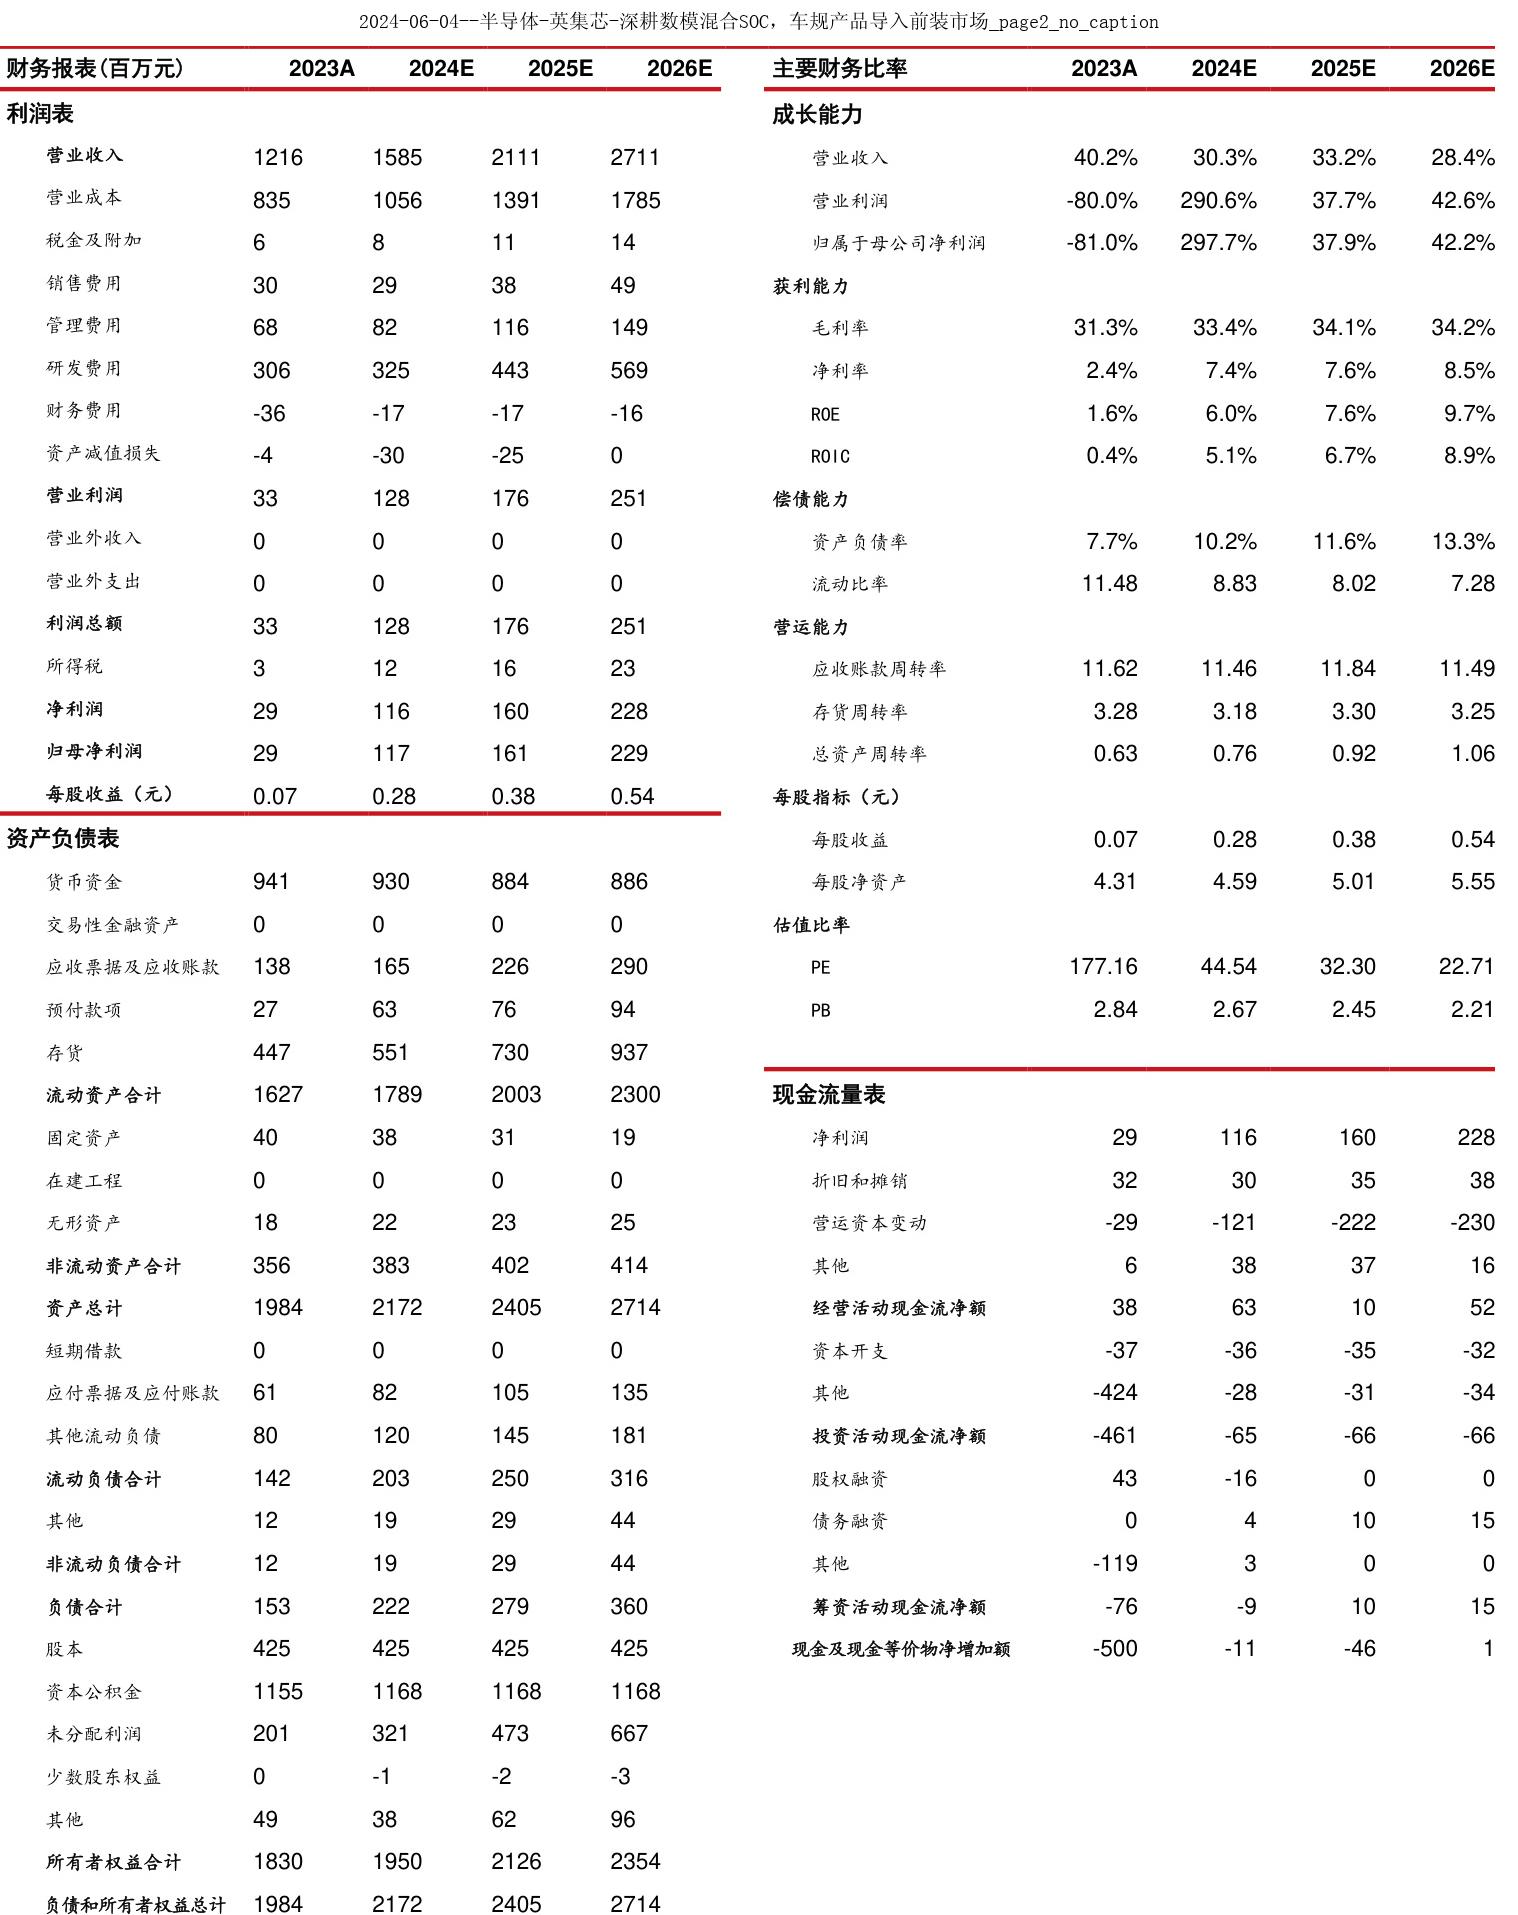 2024-06-04--半导体-英集芯-深耕数模混合SOC，车规产品导入前装市场_page2_no_caption
财务报表(百万元) 2023A 2024E 2025E 2026E
利润表
营业收入 1216 1585 2111 2711
营业成本 835 1056 1391 1785
税金及附加 6 8 11 14
销售费用 30 29 38 49
管理费用 68 82 116 149
研发费用 306 325 443 569
财务费用 -36 -17 -17 -16
资产减值损失 -4 -30 -25 0
营业利润 33 128 176 251
营业外收入 0 0 0 0
营业外支出 0 0 0 0
利润总额 33 128 176 251
所得税 3 12 16 23
净利润 29 116 160 228
归母净利润 29 117 161 229
每股收益（元） 0.07 0.28 0.38 0.54
资产负债表
货币资金 941 930 884 886
交易性金融资产 0 0 0 0
应收票据及应收账款 138 165 226 290
预付款项 27 63 76 94
存货 447 551 730 937
流动资产合计 1627 1789 2003 2300
固定资产 40 38 31 19
在建工程 0 0 0 0
无形资产 18 22 23 25
非流动资产合计 356 383 402 414
资产总计 1984 2172 2405 2714
短期借款 0 0 0 0
应付票据及应付账款 61 82 105 135
其他流动负债 80 120 145 181
流动负债合计 142 203 250 316
其他 12 19 29 44
非流动负债合计 12 19 29 44
负债合计 153 222 279 360
股本 425 425 425 425
资本公积金 1155 1168 1168 1168
未分配利润 201 321 473 667
少数股东权益 0 -1 -2 -3
其他 49 38 62 96
所有者权益合计 1830 1950 2126 2354
负债和所有者权益总计 1984 2172 2405 2714
主要财务比率 2023A 2024E 2025E 2026E
成长能力
营业收入 40.2% 30.3% 33.2% 28.4%
营业利润 -80.0% 290.6% 37.7% 42.6%
归属于母公司净利润 -81.0% 297.7% 37.9% 42.2%
获利能力
毛利率 31.3% 33.4% 34.1% 34.2%
净利率 2.4% 7.4% 7.6% 8.5%
ROE 1.6% 6.0% 7.6% 9.7%
ROIC 0.4% 5.1% 6.7% 8.9%
偿债能力
资产负债率 7.7% 10.2% 11.6% 13.3%
流动比率 11.48 8.83 8.02 7.28
营运能力
应收账款周转率 11.62 11.46 11.84 11.49
存货周转率 3.28 3.18 3.30 3.25
总资产周转率 0.63 0.76 0.92 1.06
每股指标（元）
每股收益 0.07 0.28 0.38 0.54
每股净资产 4.31 4.59 5.01 5.55
估值比率
PE 177.16 44.54 32.30 22.71
PB 2.84 2.67 2.45 2.21
现金流量表
净利润 29 116 160 228
折旧和摊销 32 30 35 38
营运资本变动 -29 -121 -222 -230
其他 6 38 37 16
经营活动现金流净额 38 63 10 52
资本开支 -37 -36 -35 -32
其他 -424 -28 -31 -34
投资活动现金流净额 -461 -65 -66 -66
股权融资 43 -16 0 0
债务融资 0 4 10 15
其他 -119 3 0 0
筹资活动现金流净额 -76 -9 10 15
现金及现金等价物净增加额 -500 -11 -46 1